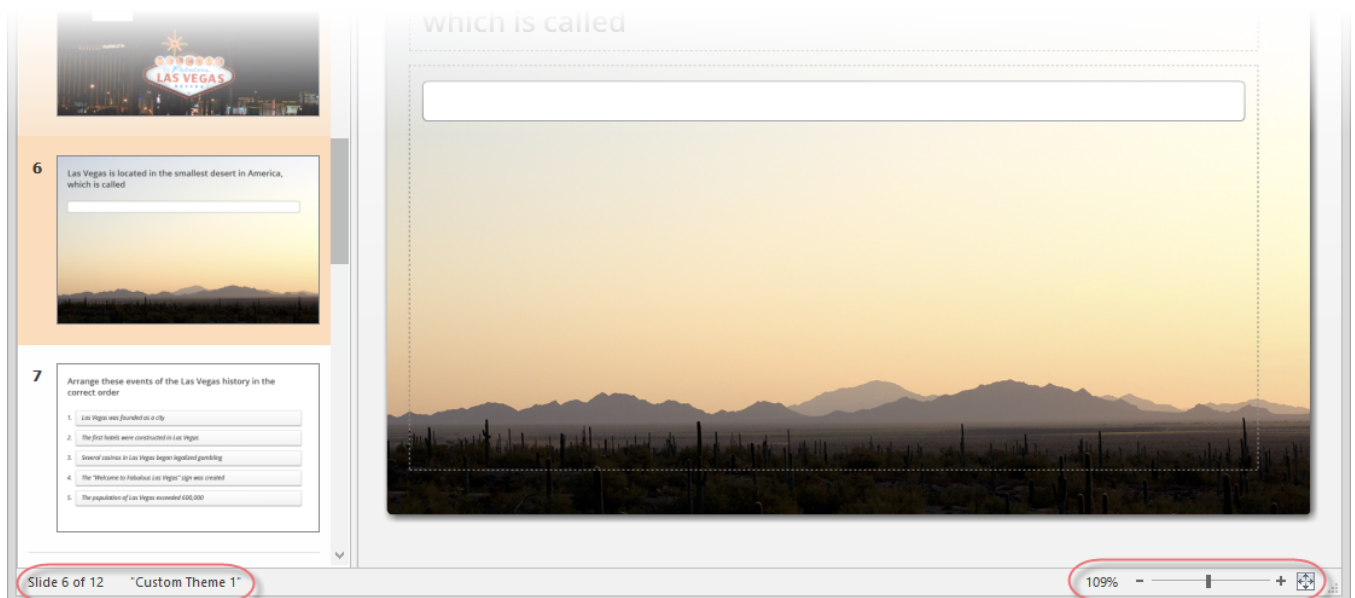 which is called
LAS VEGAS
6
Las Vegas is located in the smallest desert in America,
which is called
7
Arrange these events of the Las Vegas history in the
correct order
1. Las Vegas was founded as a city
2. The first hotels were constructed in Las Vegas
3. Several casinos in Las Vegas began legalized gambling
4. The "Welcome to Fabulous Las Vegas" sign was created
5. The population of Las Vegas exceeded 600,000
Slide 6 of 12 "Custom Theme 1"
109%